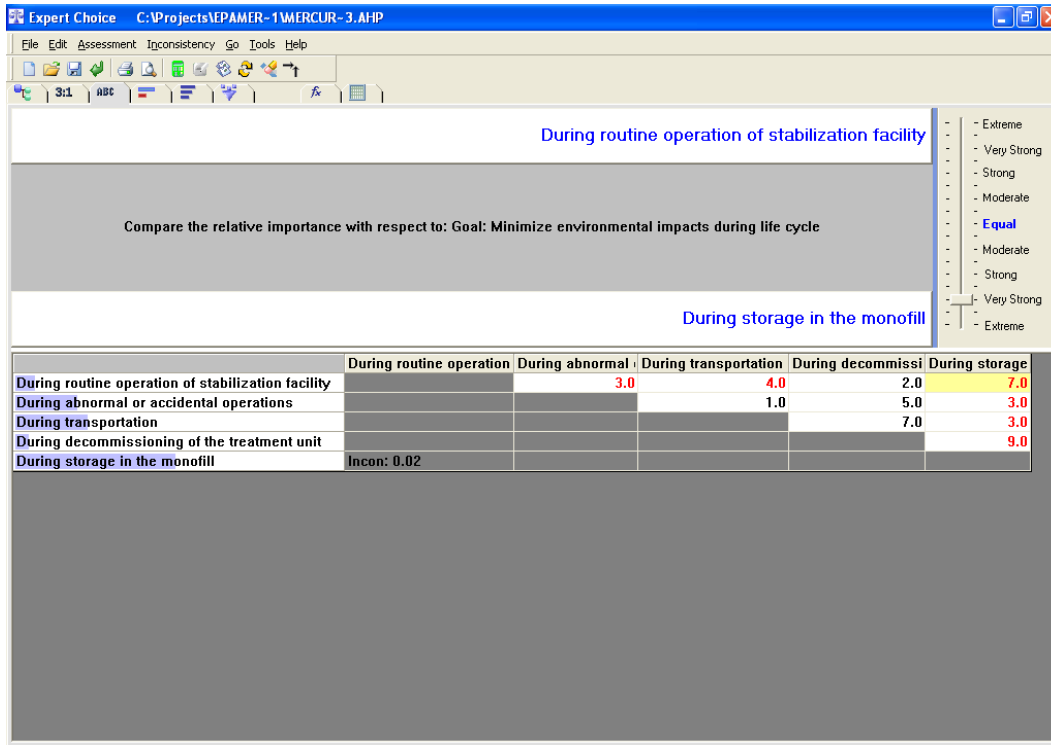 Expert Choice C:\Projects\EPAMER~1\MERCUR~3.AHP
File Edit Assessment Inconsistency Go Tools Help
3:1 ABC fx
During routine operation of stabilization facility
Compare the relative importance with respect to: Goal: Minimize environmental impacts during life cycle
During storage in the monofill
Extreme
Very Strong
Strong
Moderate
Equal
Moderate
Strong
Very Strong
Extreme
During routine operation During abnormal During transportation During decommissi During storage
During routine operation of stabilization facility 3.0 4.0 2.0 7.0
During abnormal or accidental operations 1.0 5.0 3.0
During transportation 7.0 3.0
During decommissioning of the treatment unit 9.0
During storage in the monofill Incon: 0.02